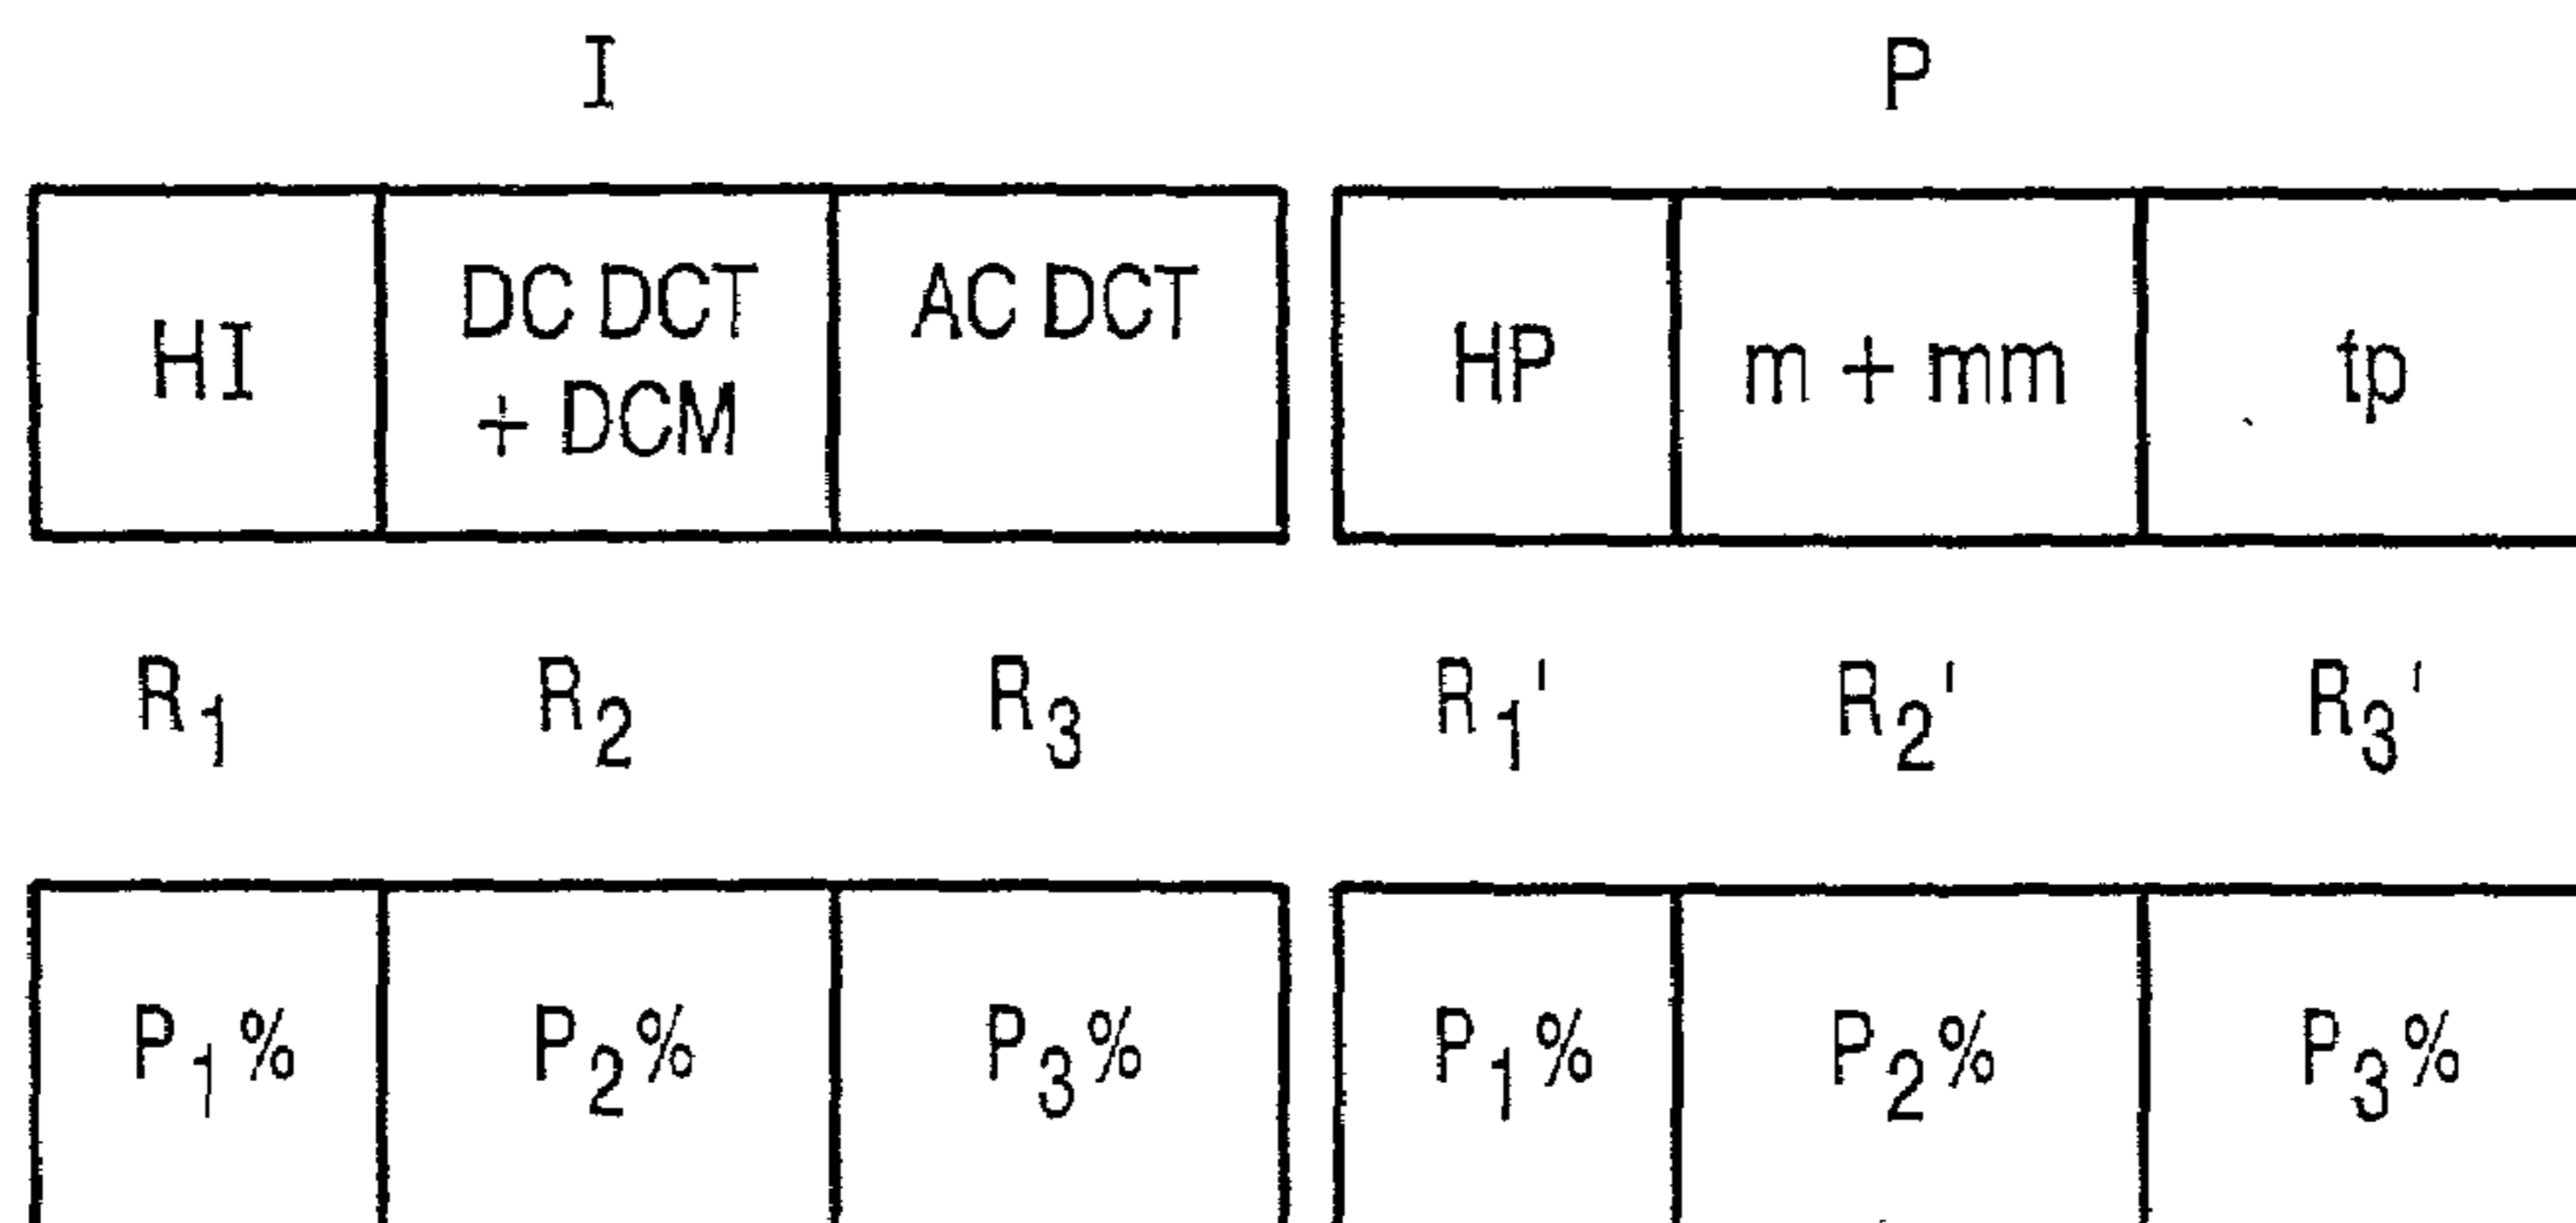 I P
HI DC DCT + DCM AC DCT HP m + mm tp
R1 R2 R3 R1' R2' R3'
P1% P2% P3% P1% P2% P3%